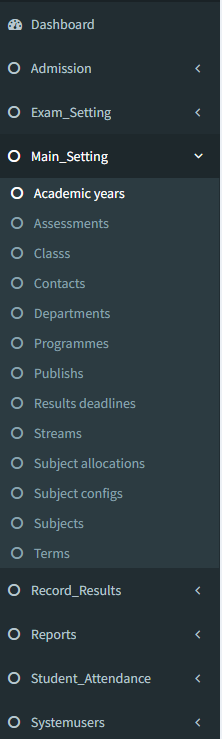 Dashboard
Admission
Exam_Setting
Main_Setting
Academic years
Assessments
Classs
Contacts
Departments
Programmes
Publishs
Results deadlines
Streams
Subject allocations
Subject configs
Subjects
Terms
Record_Results
Reports
Student_Attendance
Systemusers